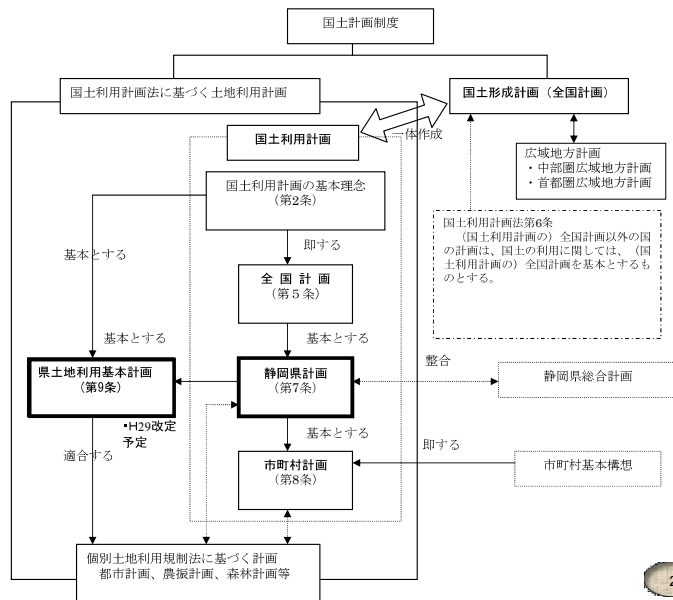 国土計画制度
国土利用計画法に基づく土地利用計画
国土形成計画（全国計画）
一体作成
国土利用計画
広域地方計画
・中部圏広域地方計画
・首都圏広域地方計画
国土利用計画の基本理念
（第2条）
国土利用計画法第6条
（国土利用計画の）全国計画以外の国
の計画は、国土の利用に関しては、（国
土利用計画の）全国計画を基本とするも
のとする。
基本とする
即する
全 国 計 画
（第５条）
基本とする
基本とする
県土地利用基本計画
（第9条）
静岡県計画
（第7条）
整合
静岡県総合計画
・H29改定
予定
基本とする
適合する
即する
市町村計画
（第8条）
市町村基本構想
個別土地利用規制法に基づく計画
都市計画、農振計画、森林計画等
2